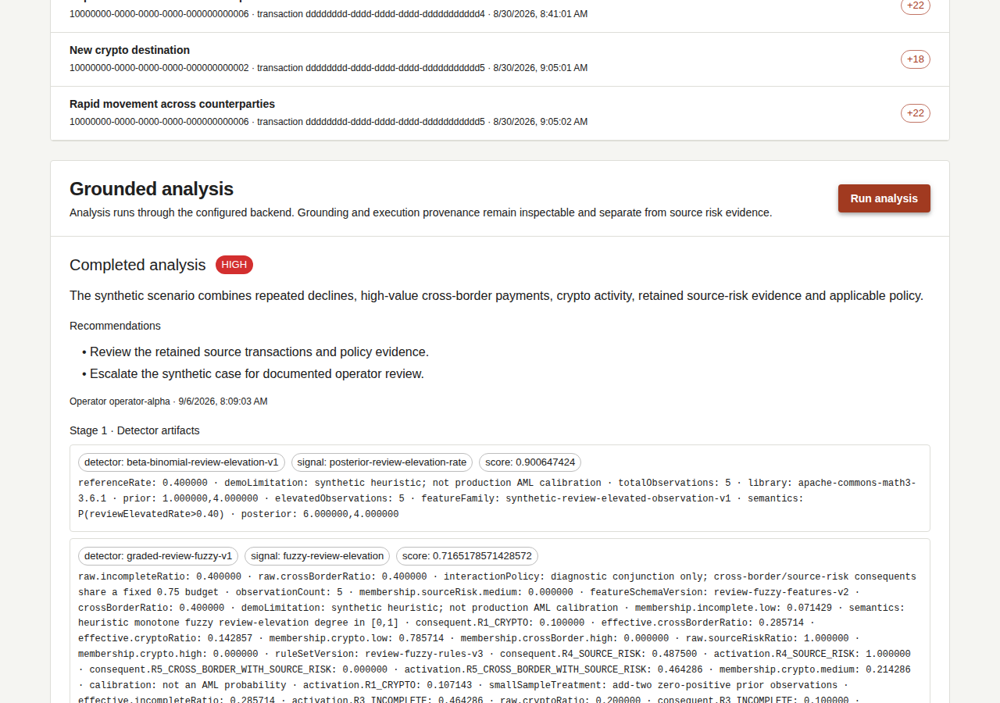 10000000-0000-0000-0000-000000000006 · transaction dddddddd-dddd-dddd-dddd-ddddddddddd4 · 8/30/2026, 8:41:01 AM
+22
New crypto destination
10000000-0000-0000-0000-000000000002 · transaction dddddddd-dddd-dddd-dddd-ddddddddddd5 · 8/30/2026, 9:05:01 AM
+18
Rapid movement across counterparties
10000000-0000-0000-0000-000000000006 · transaction dddddddd-dddd-dddd-dddd-ddddddddddd5 · 8/30/2026, 9:05:02 AM
+22
Grounded analysis
Analysis runs through the configured backend. Grounding and execution provenance remain inspectable and separate from source risk evidence.
Run analysis
Completed analysis HIGH
The synthetic scenario combines repeated declines, high-value cross-border payments, crypto activity, retained source-risk evidence and applicable policy.
Recommendations
• Review the retained source transactions and policy evidence.
• Escalate the synthetic case for documented operator review.
Operator operator-alpha · 9/6/2026, 8:09:03 AM
Stage 1 · Detector artifacts
detector: beta-binomial-review-elevation-v1 signal: posterior-review-elevation-rate score: 0.900647424
referenceRate: 0.400000 · demoLimitation: synthetic heuristic; not production AML calibration · totalObservations: 5 · library: apache-commons-math3-
3.6.1 · prior: 1.000000,4.000000 · elevatedObservations: 5 · featureFamily: synthetic-review-elevated-observation-v1 · semantics:
P(reviewElevatedRate>0.40) · posterior: 6.000000,4.000000
detector: graded-review-fuzzy-v1 signal: fuzzy-review-elevation score: 0.7165178571428572
raw.incompleteRatio: 0.400000 · raw.crossBorderRatio: 0.400000 · interactionPolicy: diagnostic conjunction only; cross-border/source-risk consequents
share a fixed 0.75 budget · observationCount: 5 · membership.sourceRisk.medium: 0.000000 · featureSchemaVersion: review-fuzzy-features-v2 ·
crossBorderRatio: 0.400000 · demoLimitation: synthetic heuristic; not production AML calibration · membership.incomplete.low: 0.071429 · semantics:
heuristic monotone fuzzy review-elevation degree in [0,1] · consequent.R1_CRYPTO: 0.100000 · effective.crossBorderRatio: 0.285714 ·
effective.cryptoRatio: 0.142857 · membership.crypto.low: 0.785714 · membership.crossBorder.high: 0.000000 · raw.sourceRiskRatio: 1.000000 ·
membership.crypto.high: 0.000000 · ruleSetVersion: review-fuzzy-rules-v3 · consequent.R4_SOURCE_RISK: 0.487500 · activation.R4_SOURCE_RISK: 1.000000
· consequent.R5_CROSS_BORDER_WITH_SOURCE_RISK: 0.000000 · activation.R5_CROSS_BORDER_WITH_SOURCE_RISK: 0.464286 · membership.crypto.medium: 0.214286
· calibration: not an AML probability · activation.R1_CRYPTO: 0.107143 · smallSampleTreatment: add-two zero-positive prior observations ·
effective.incompleteRatio: 0.285714 · activation.R3_INCOMPLETE: 0.464286 · raw.cryptoRatio: 0.200000 · consequent.R3_INCOMPLETE: 0.100000 ·